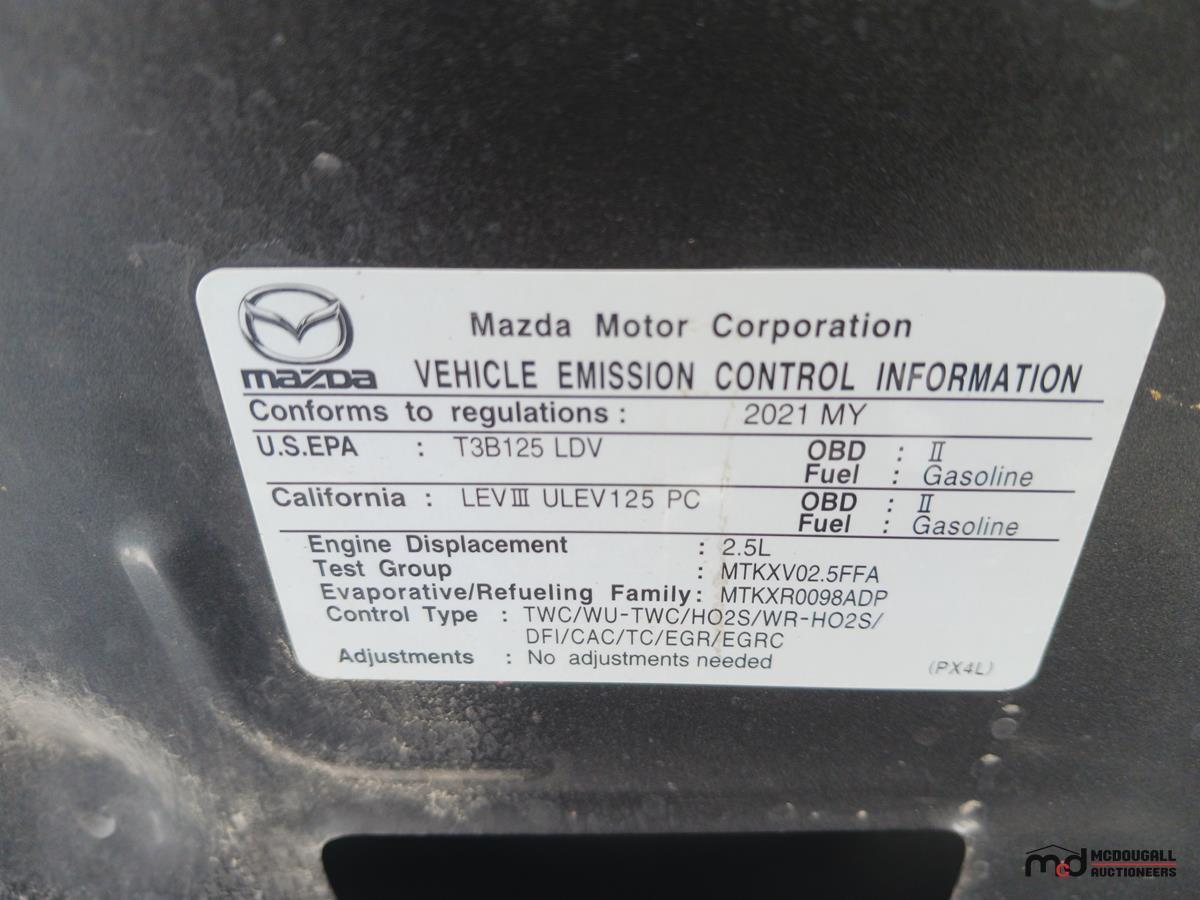 mazda
Mazda Motor Corporation
VEHICLE EMISSION CONTROL INFORMATION
Conforms to regulations : 2021 MY
U.S.EPA : T3B125 LDV OBD : II
Fuel : Gasoline
California : LEVIII ULEV125 PC OBD : II
Fuel : Gasoline
Engine Displacement : 2.5L
Test Group : MTKXV02.5FFA
Evaporative/Refueling Family : MTKXR0098ADP
Control Type : TWC/WU-TWC/HO2S/WR-HO2S/
DFI/CAC/TC/EGR/EGRC
Adjustments : No adjustments needed
(PX4L)
mcd MCDOUGALL
AUCTIONEERS